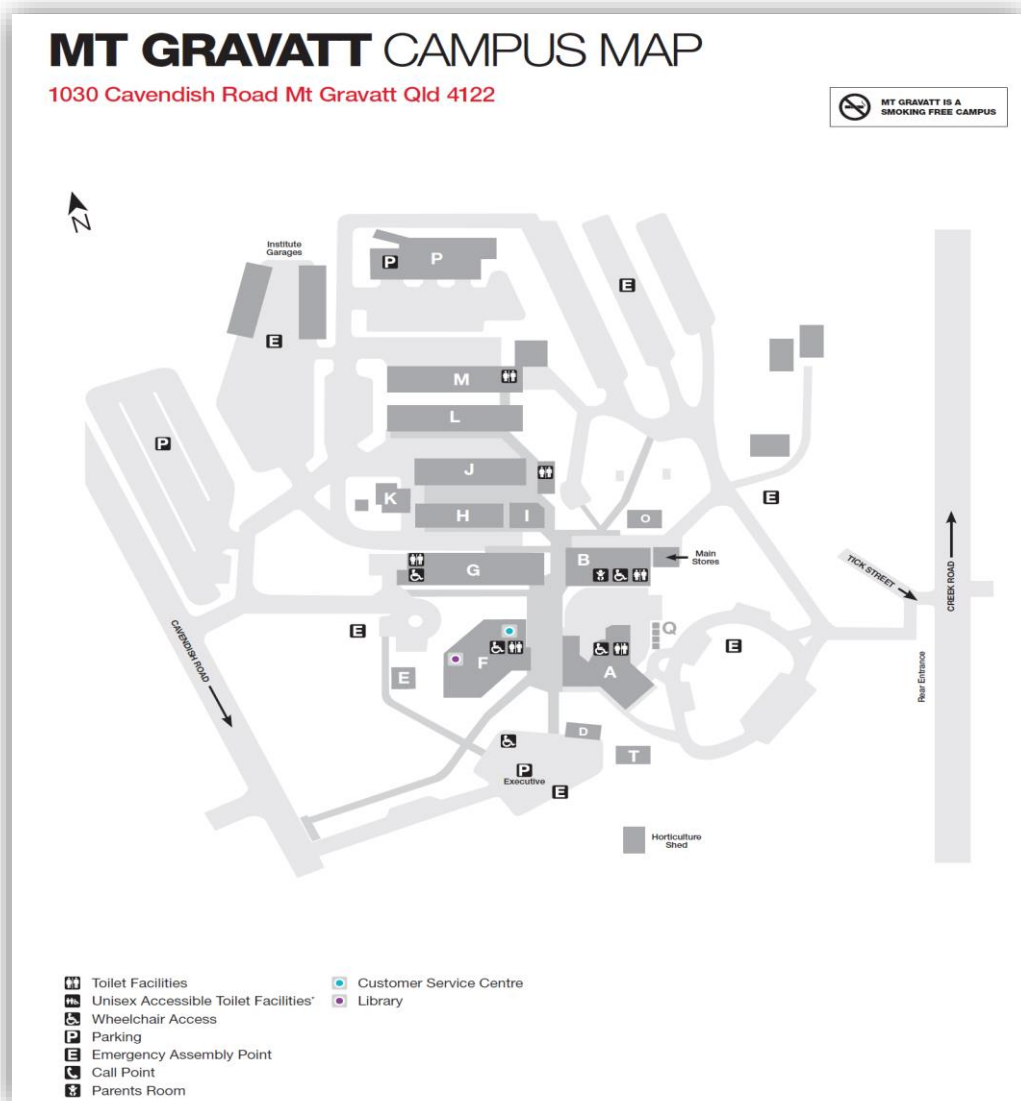 MT GRAVATT CAMPUS MAP
1030 Cavendish Road Mt Gravatt Qld 4122
MT GRAVATT IS A
SMOKING FREE CAMPUS
N
Institute
Garages
P
P
E
E
M
L
P
J
K
H
I
O
E
B
Main
Stores
G
TICK STREET
CREEK ROAD
CAVENDISH ROAD
E
Q
E
F
A
E
Rear Entrance
D
T
P
Executive
E
Horticulture
Shed
Toilet Facilities
Unisex Accessible Toilet Facilities*
Wheelchair Access
P Parking
E Emergency Assembly Point
Call Point
Parents Room
Customer Service Centre
Library